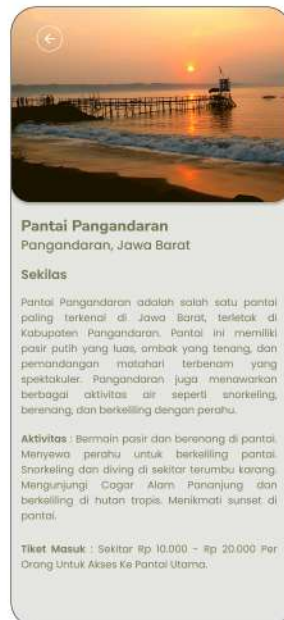 Pantai Pangandaran
Pangandaran, Jawa Barat
Sekilas
Pantai Pangandaran adalah salah satu pantai
paling terkenal di Jawa Barat, terletak di
Kabupaten Pangandaran. Pantai ini memiliki
pasir putih yang luas, ombak yang tenang, dan
pemandangan matahari terbenam yang
spektakuler. Pangandaran juga menawarkan
berbagai aktivitas air seperti snorkeling,
berenang, dan berkeliling dengan perahu.
Aktivitas : Bermain pasir dan berenang di pantai.
Menyewa perahu untuk berkeliling pantai.
Snorkeling dan diving di sekitar terumbu karang.
Mengunjungi Cagar Alam Pananjung dan
berkeliling di hutan tropis. Menikmati sunset di
pantai.
Tiket Masuk : Sekitar Rp 10.000 - Rp 20.000 Per
Orang Untuk Akses Ke Pantai Utama.